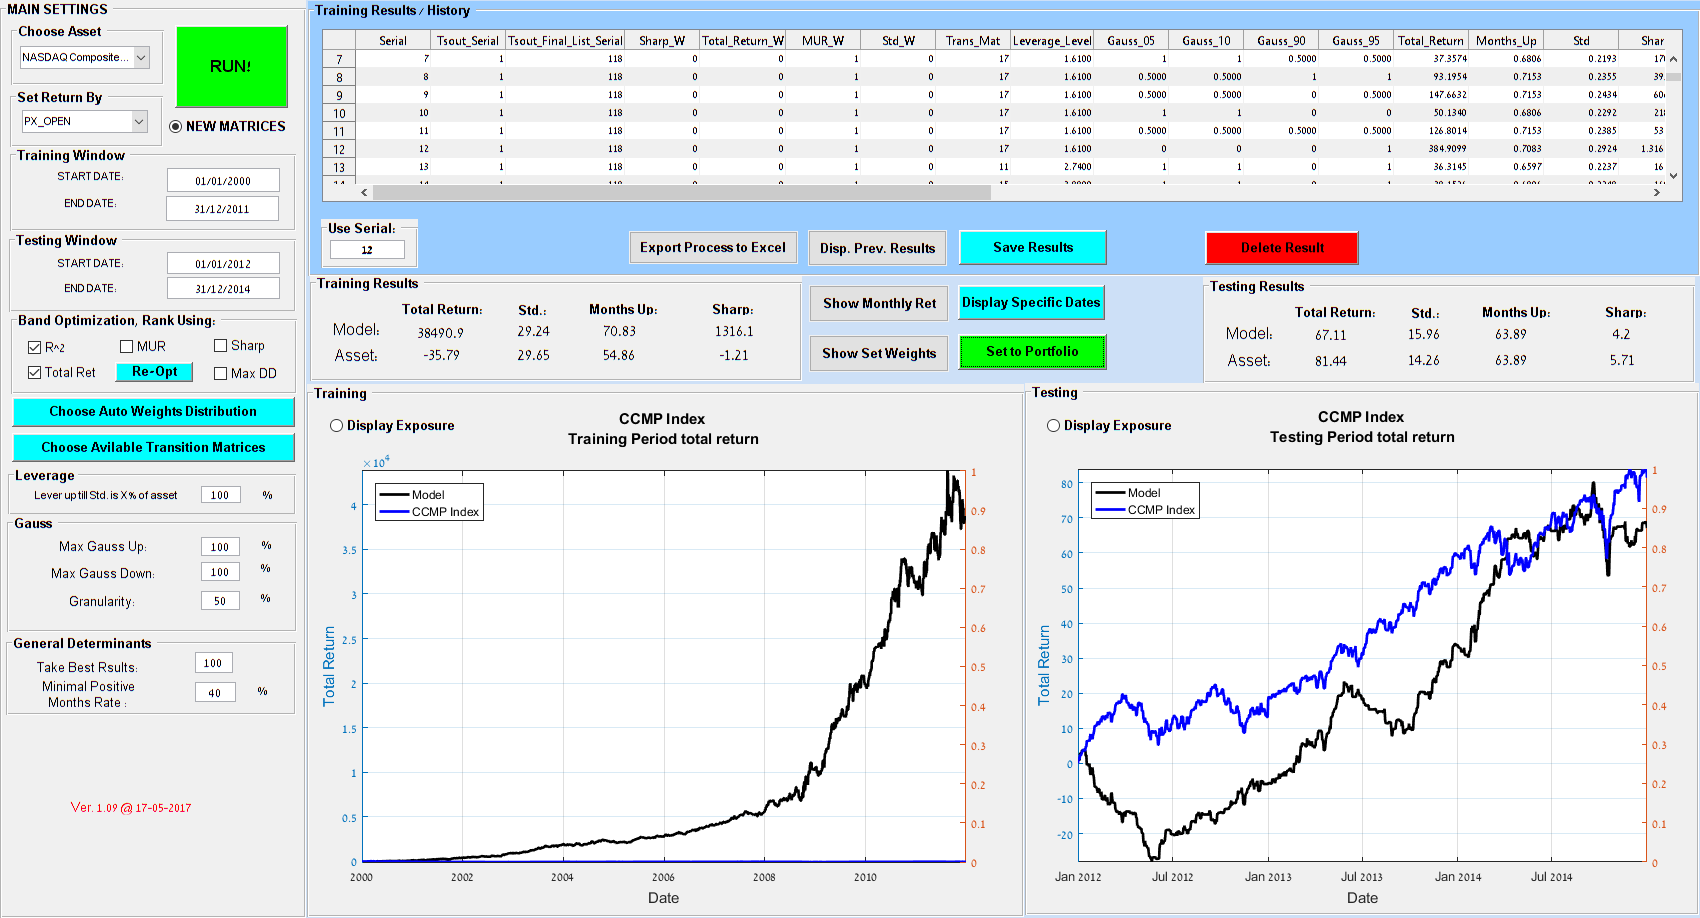 MAIN SETTINGS
Choose Asset
NASDAQ Composite...
RUN!
Set Return By
PX_OPEN
NEW MATRICES
Training Window
START DATE: 01/01/2000
END DATE: 31/12/2011
Testing Window
START DATE: 01/01/2012
END DATE: 31/12/2014
Band Optimization, Rank Using:
R^2 MUR Sharp
Total Ret Re-Opt Max DD
Choose Auto Weights Distribution
Choose Avilable Transition Matrices
Leverage
Lever up till Std. is X% of asset 100 %
Gauss
Max Gauss Up: 100 %
Max Gauss Down: 100 %
Granularity: 50 %
General Determinants
Take Best Rsults: 100
Minimal Positive
Months Rate : 40 %
Ver. 1.09 @ 17-05-2017
Training Results / History
Serial Tsout_Serial Tsout_Final_List_Serial Sharp_W Total_Return_W MUR_W Std_W Trans_Mat Leverage_Level Gauss_05 Gauss_10 Gauss_90 Gauss_95 Total_Return Months_Up Std Shar
7 7 1 118 0 0 1 0 17 1.6100 1 1 0.5000 0.5000 37.3574 0.6806 0.2193 170
8 8 1 118 0 0 1 0 17 1.6100 0.5000 0.5000 1 1 93.1954 0.7153 0.2355 39.
9 9 1 118 0 0 1 0 17 1.6100 0.5000 0.5000 0 0.5000 147.6632 0.7153 0.2434 60
10 10 1 118 0 0 1 0 17 1.6100 1 1 0 0 50.1340 0.6806 0.2292 218
11 11 1 118 0 0 1 0 17 1.6100 0.5000 0.5000 0.5000 0.5000 126.8014 0.7153 0.2385 53
12 12 1 118 0 0 1 0 17 1.6100 0 0 0 1 384.9099 0.7083 0.2924 1.316
13 13 1 118 0 0 1 0 11 2.7400 1 1 0 1 36.3145 0.6597 0.2237 16
Use Serial:
12
Export Process to Excel
Disp. Prev. Results
Save Results
Delete Result
Training Results
Total Return: Std.: Months Up: Sharp:
Model: 38490.9 29.24 70.83 1316.1
Asset: -35.79 29.65 54.86 -1.21
Show Monthly Ret
Display Specific Dates
Show Set Weights
Set to Portfolio
Testing Results
Total Return: Std.: Months Up: Sharp:
Model: 67.11 15.96 63.89 4.2
Asset: 81.44 14.26 63.89 5.71
Training
Display Exposure
CCMP Index
Training Period total return
×10^4
Model
CCMP Index
4
3.5
3
2.5
2
1.5
1
0.5
0
Total Return
1
0.9
0.8
0.7
0.6
0.5
0.4
0.3
0.2
0.1
0
2000 2002 2004 2006 2008 2010
Date
Testing
Display Exposure
CCMP Index
Testing Period total return
Model
CCMP Index
80
70
60
50
40
30
20
10
0
-10
-20
Total Return
1
0.9
0.8
0.7
0.6
0.5
0.4
0.3
0.2
0.1
0
Jan 2012 Jul 2012 Jan 2013 Jul 2013 Jan 2014 Jul 2014
Date